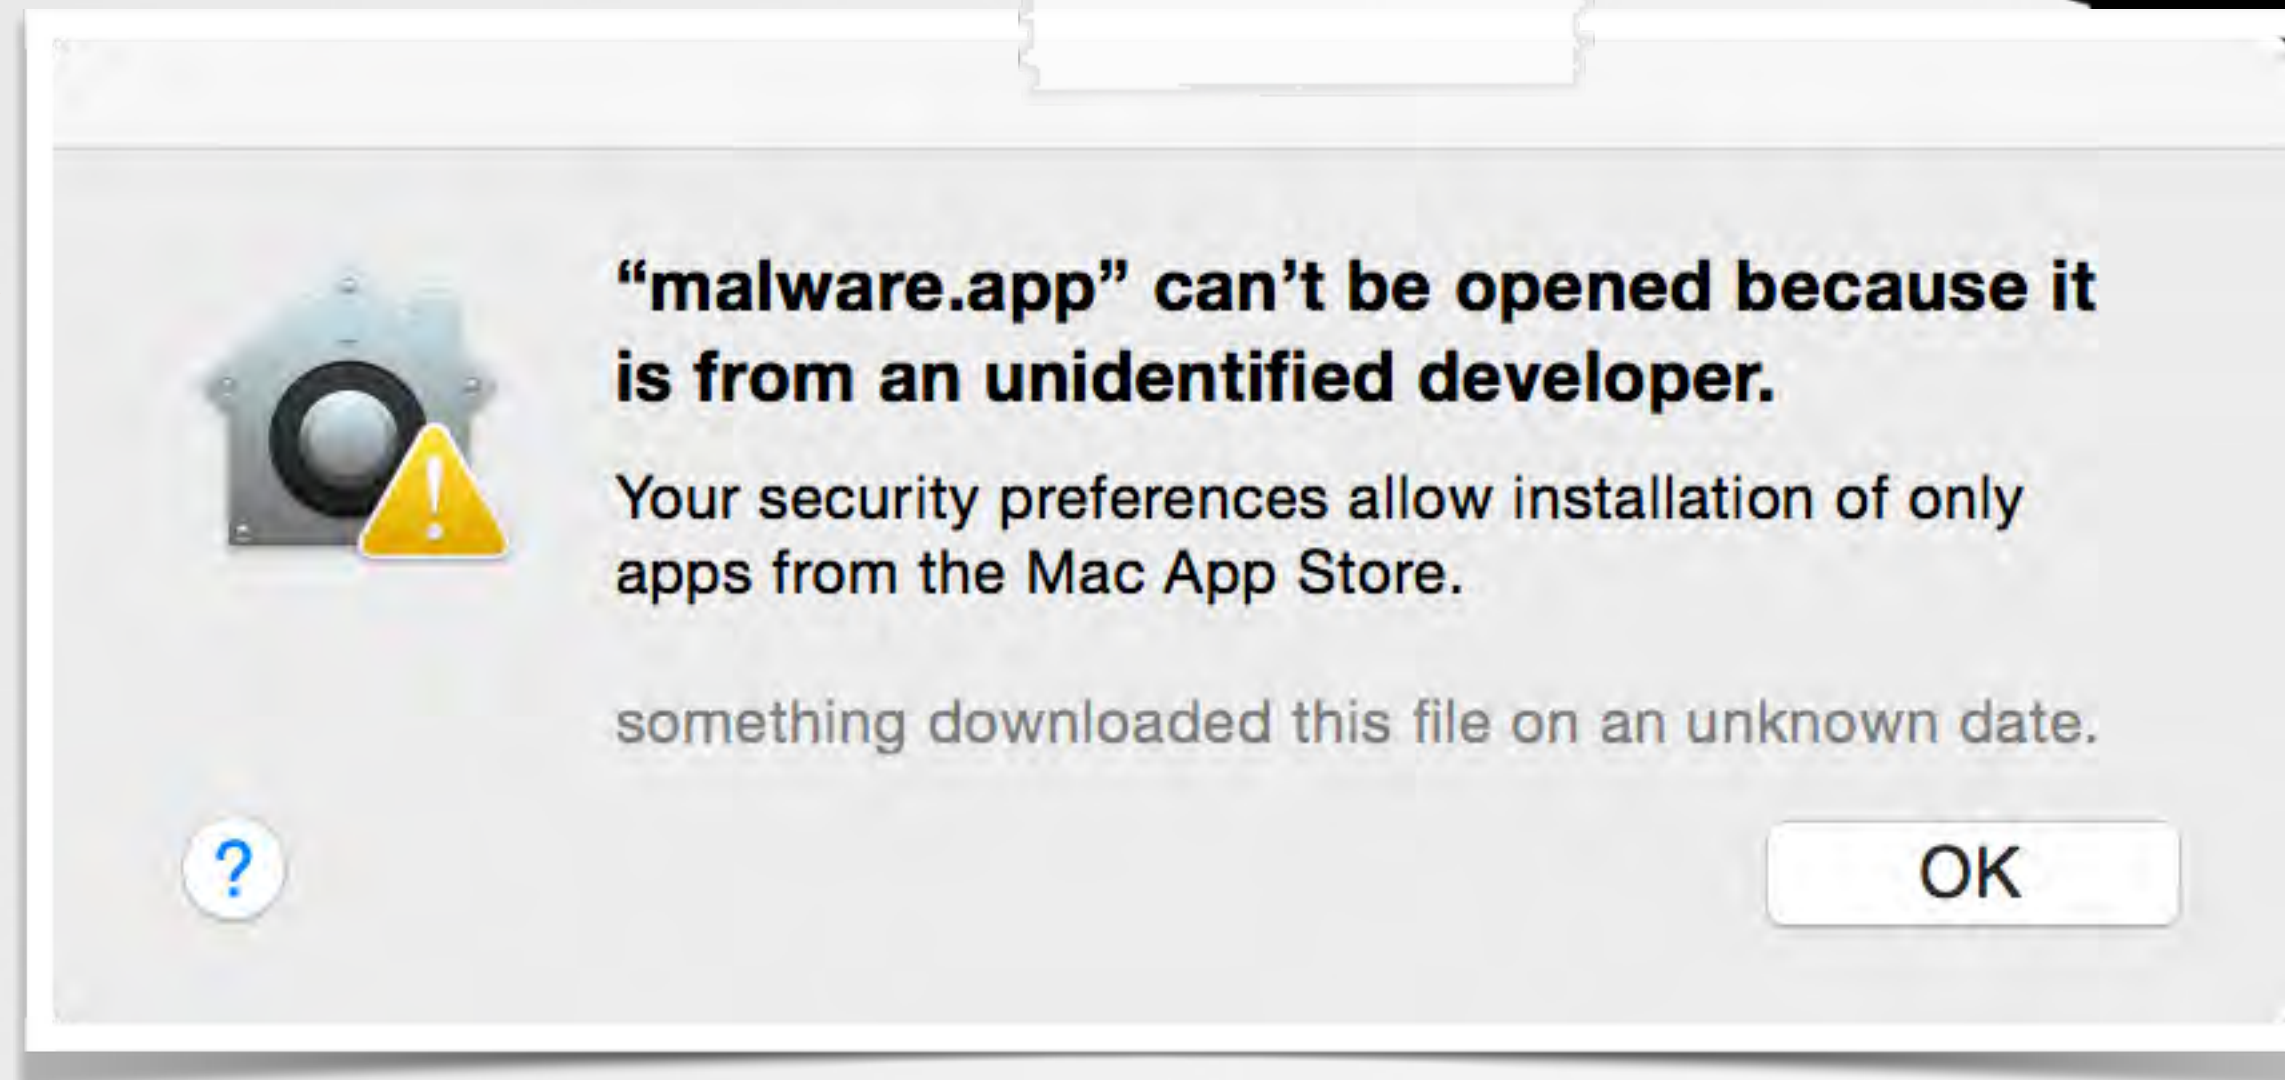 “malware.app” can’t be opened because it
is from an unidentified developer.
Your security preferences allow installation of only
apps from the Mac App Store.
something downloaded this file on an unknown date.
?
OK